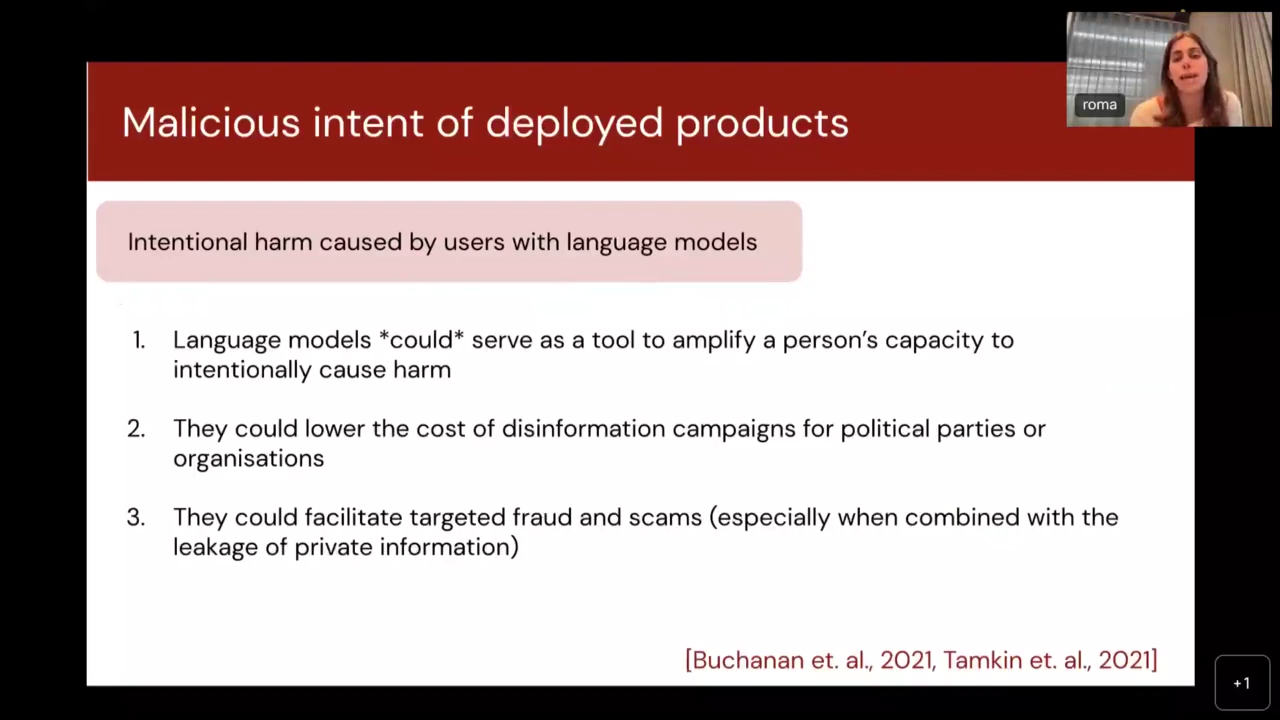 Malicious intent of deployed products
roma
Intentional harm caused by users with language models
1. Language models *could* serve as a tool to amplify a person's capacity to
intentionally cause harm
2. They could lower the cost of disinformation campaigns for political parties or
organisations
3. They could facilitate targeted fraud and scams (especially when combined with the
leakage of private information)
[Buchanan et. al., 2021, Tamkin et. al., 2021]
+1